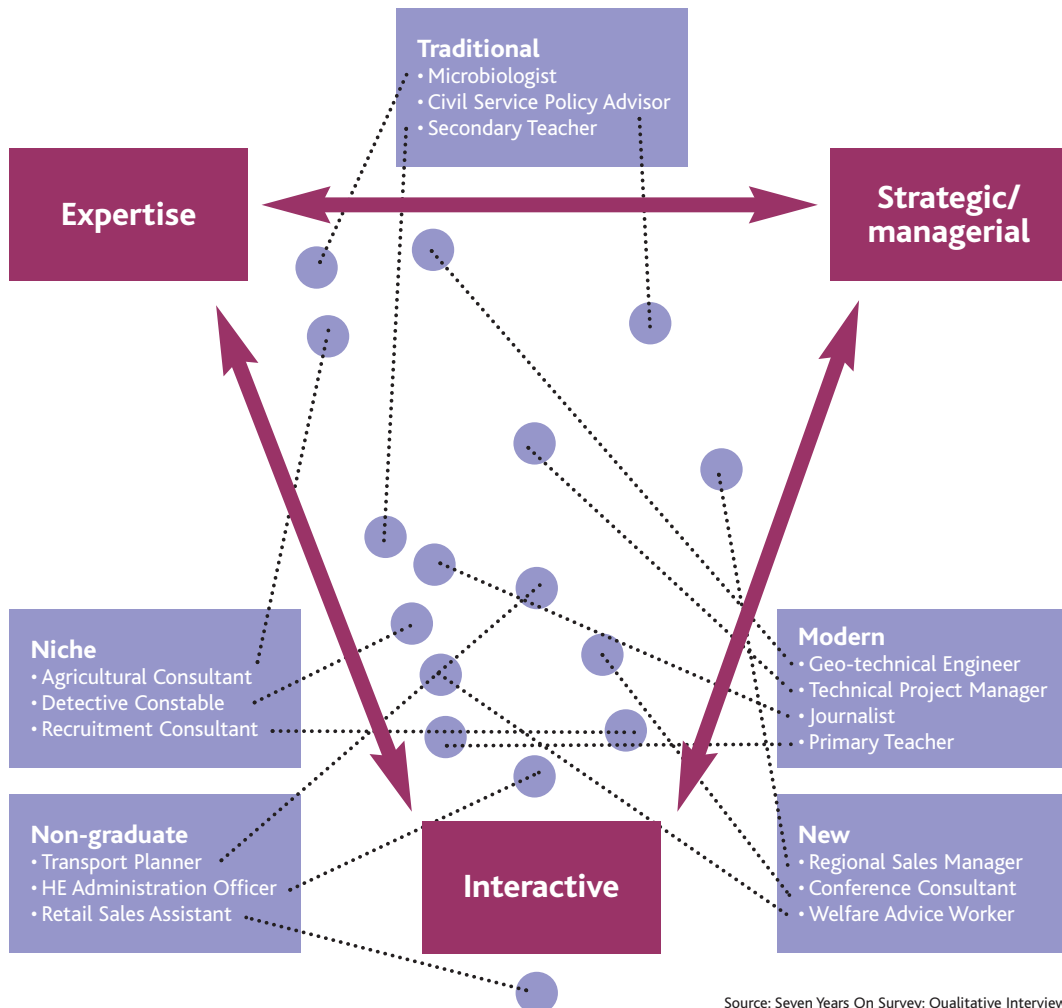 Traditional
• Microbiologist
• Civil Service Policy Advisor
• Secondary Teacher
Expertise
Strategic/
managerial
Niche
• Agricultural Consultant
• Detective Constable
• Recruitment Consultant
Modern
• Geo-technical Engineer
• Technical Project Manager
• Journalist
• Primary Teacher
Non-graduate
• Transport Planner
• HE Administration Officer
• Retail Sales Assistant
Interactive
New
• Regional Sales Manager
• Conference Consultant
• Welfare Advice Worker
Source: Seven Years On Survey: Qualitative Interview